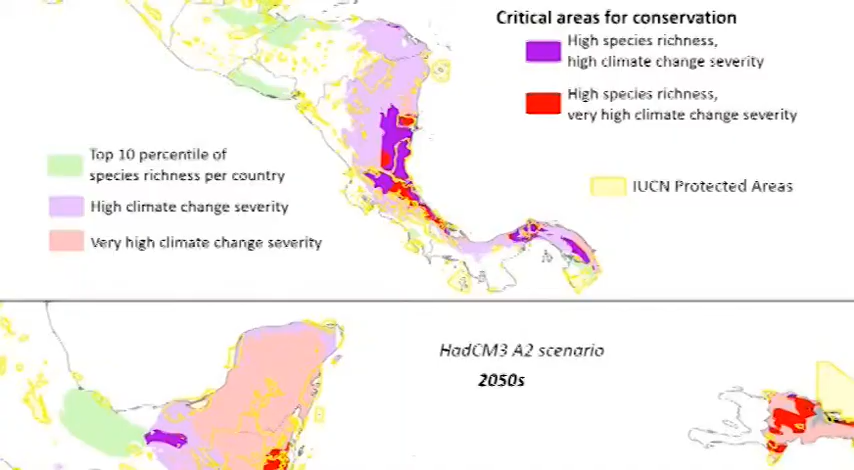 Critical areas for conservation
High species richness,
high climate change severity
High species richness,
very high climate change severity
Top 10 percentile of
species richness per country
High climate change severity
Very high climate change severity
IUCN Protected Areas
HadCM3 A2 scenario
2050s